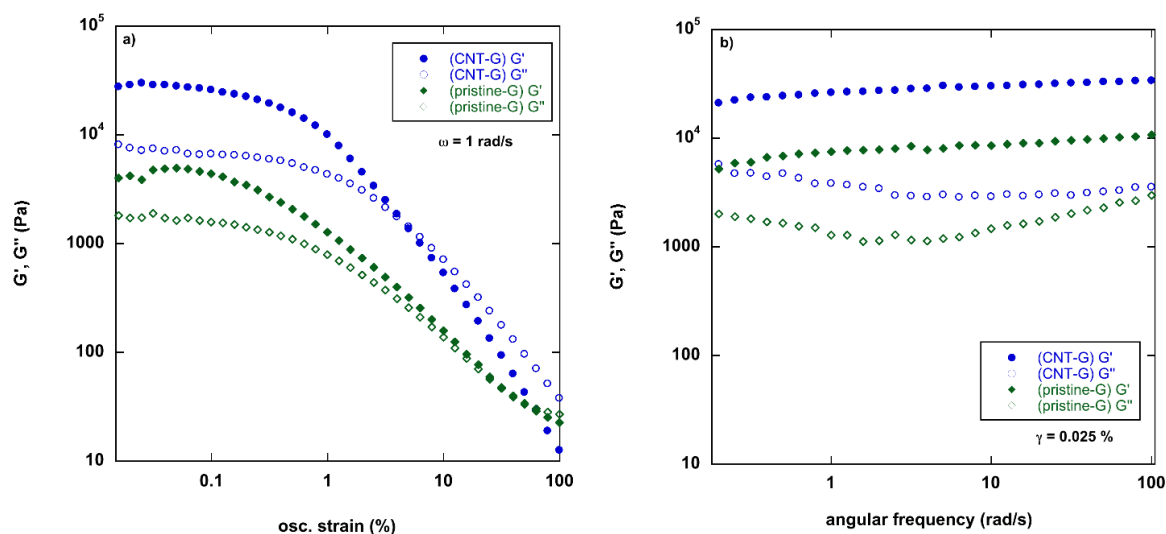 a)
10^5
10^4
1000
100
10
G', G" (Pa)
(CNT-G) G'
(CNT-G) G"
(pristine-G) G'
(pristine-G) G"
ω = 1 rad/s
0.1
1
10
100
osc. strain (%)
b)
10^5
10^4
1000
100
10
G', G" (Pa)
(CNT-G) G'
(CNT-G) G"
(pristine-G) G'
(pristine-G) G"
γ = 0.025 %
1
10
100
angular frequency (rad/s)